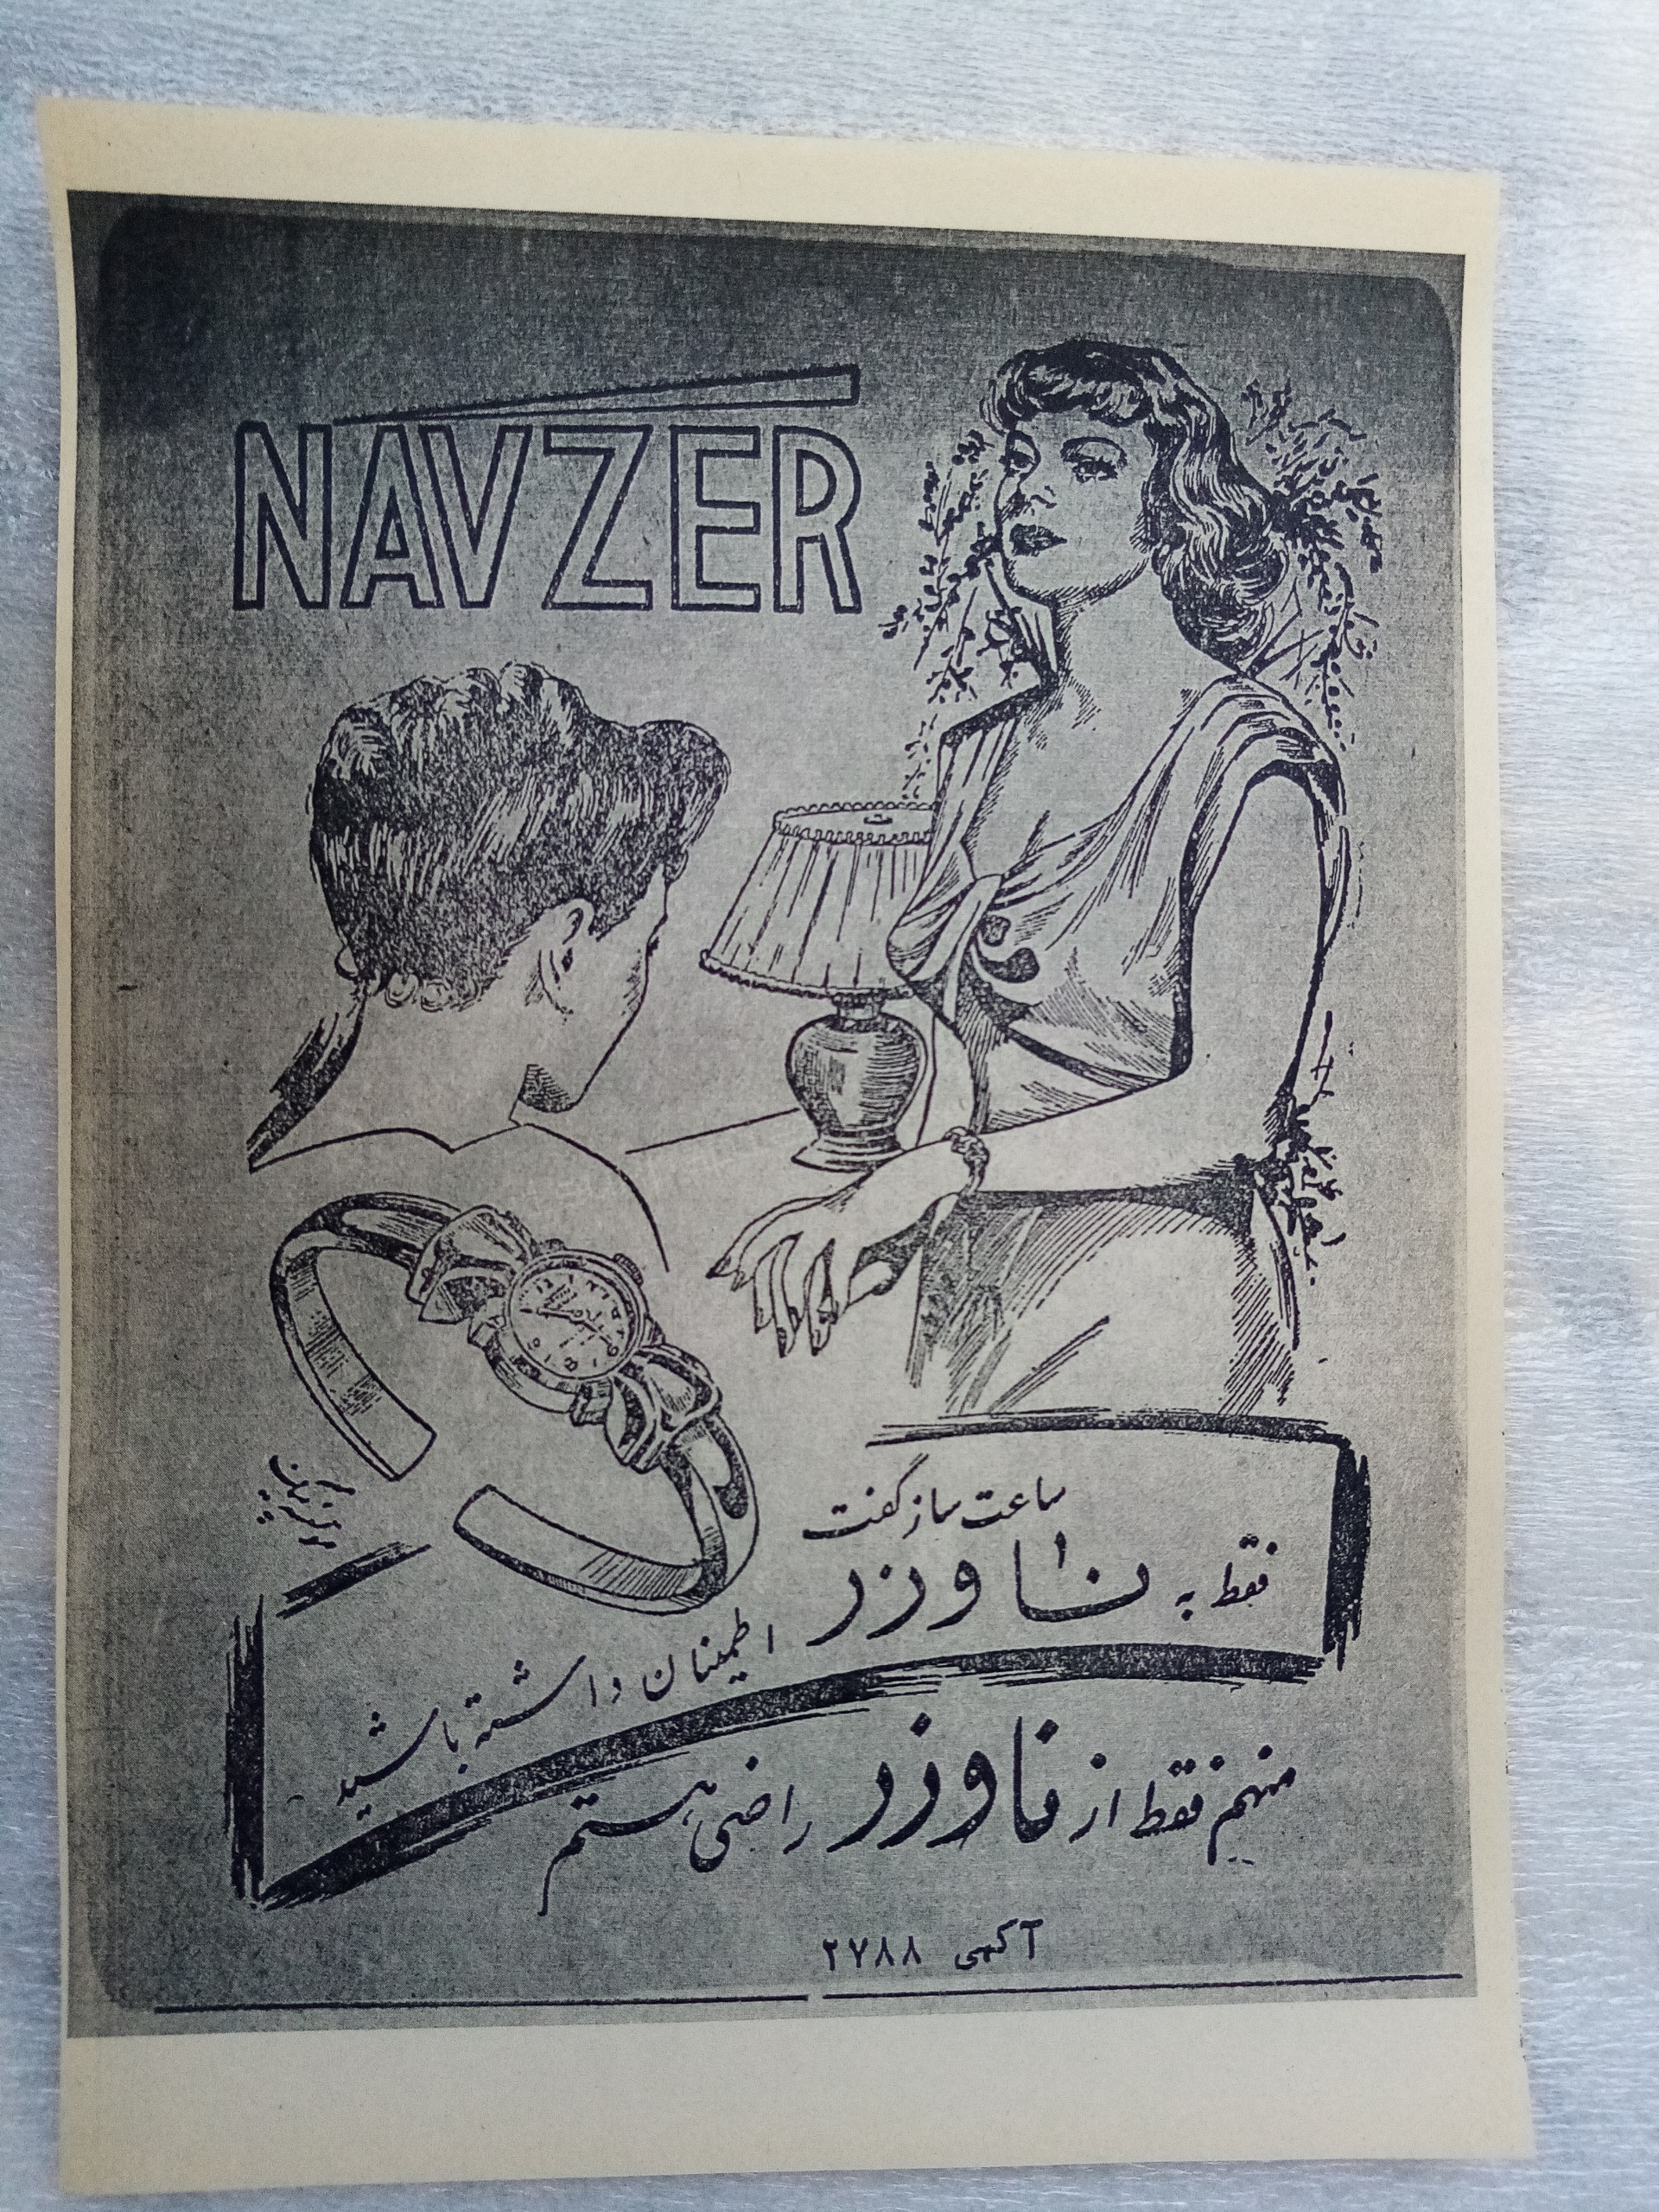 NAVZER
ساعت ساز گفت
فقط به ناوزر اطمینان داشته باشید
منهم فقط از ناوزر راضی هستم
آگهی ۲۷۸۸